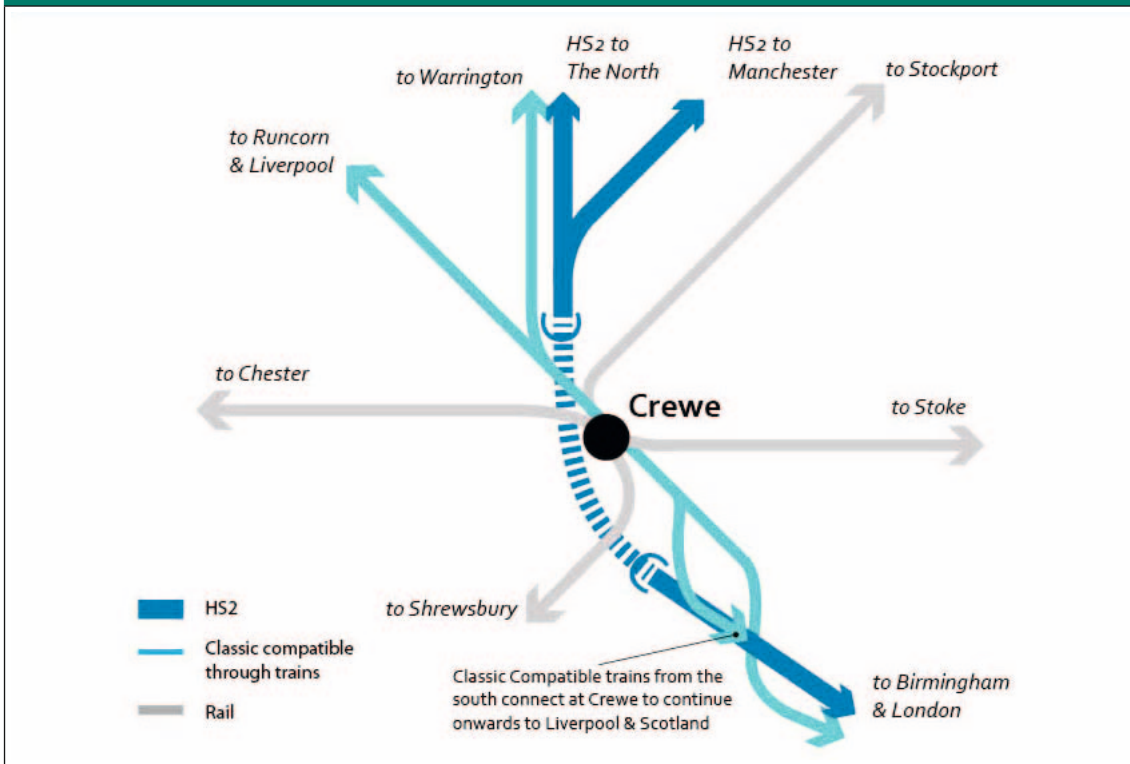 HS2 to
The North
HS2 to
Manchester
to Warrington
to Stockport
to Runcorn
& Liverpool
to Chester
Crewe
to Stoke
to Shrewsbury
HS2
Classic compatible
through trains
Rail
Classic Compatible trains from the
south connect at Crewe to continue
onwards to Liverpool & Scotland
to Birmingham
& London